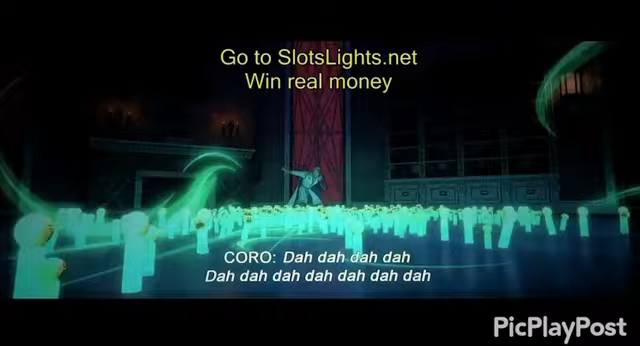 Go to SlotsLights.net
Win real money
CORO: Dah dah dah dah
Dah dah dah dah dah dah dah
PicPlayPost